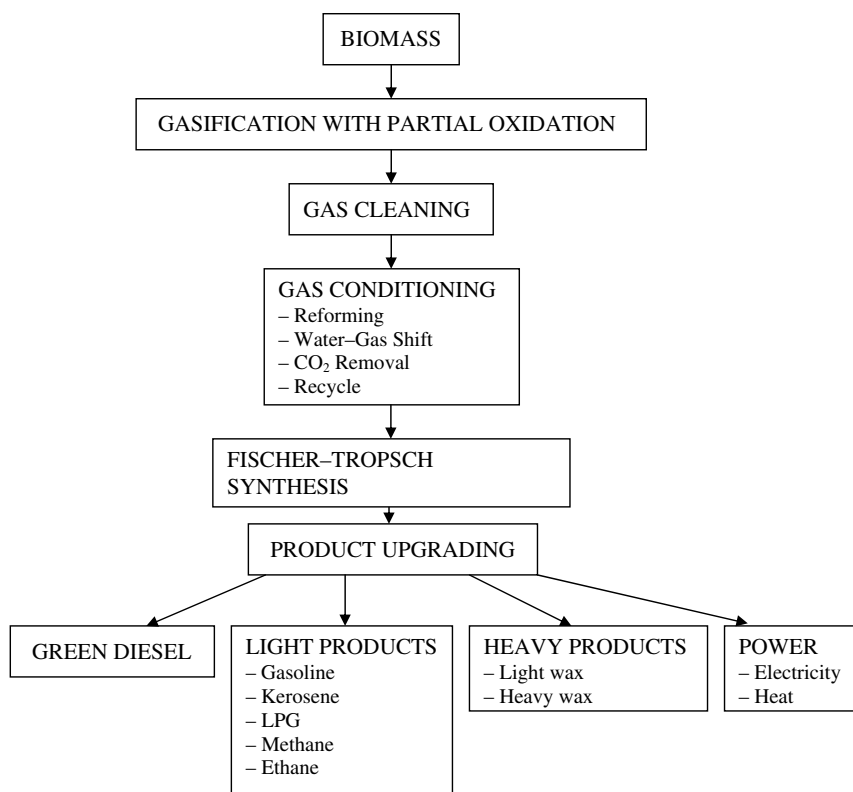 BIOMASS
GASIFICATION WITH PARTIAL OXIDATION
GAS CLEANING
GAS CONDITIONING
– Reforming
– Water–Gas Shift
– CO₂ Removal
– Recycle
FISCHER–TROPSCH
SYNTHESIS
PRODUCT UPGRADING
GREEN DIESEL
LIGHT PRODUCTS
– Gasoline
– Kerosene
– LPG
– Methane
– Ethane
HEAVY PRODUCTS
– Light wax
– Heavy wax
POWER
– Electricity
– Heat